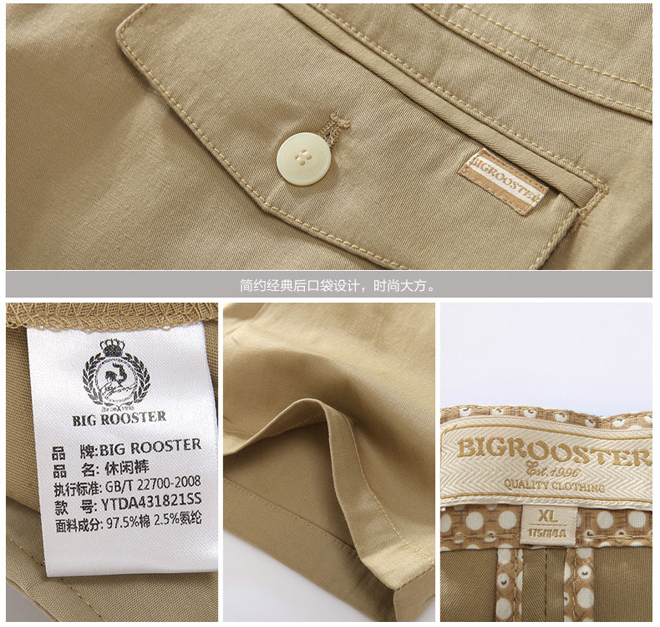 BIGROOSTER
简约经典后口袋设计，时尚大方。
BIG ROOSTER
品 牌:BIG ROOSTER
品 名: 休闲裤
执行标准: GB/T 22700-2008
款 号: YTDA431821SS
面料成分: 97.5%棉 2.5%氨纶
BIGROOSTER
Est.1996
QUALITY CLOTHING
XL